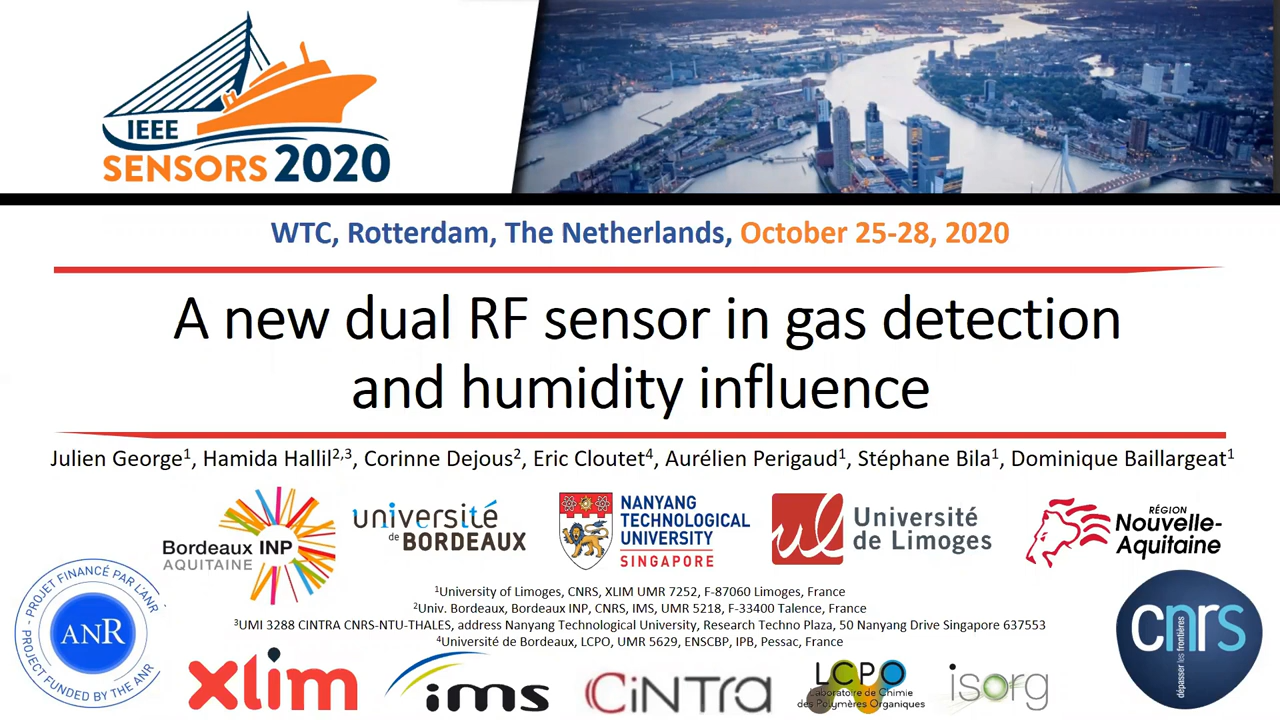 IEEE
SENSORS 2020
WTC, Rotterdam, The Netherlands, October 25-28, 2020
A new dual RF sensor in gas detection
and humidity influence
Julien George1, Hamida Hallil2,3, Corinne Dejous2, Eric Cloutet4, Aurélien Perigaud1, Stéphane Bila1, Dominique Baillargeat1
Bordeaux INP
AQUITAINE
université
de BORDEAUX
NANYANG
TECHNOLOGICAL
UNIVERSITY
SINGAPORE
ul
Université
de Limoges
RÉGION
Nouvelle-
Aquitaine
PROJET FINANCÉ PAR L'ANR
ANR
PROJECT FUNDED BY THE ANR
1University of Limoges, CNRS, XLIM UMR 7252, F-87060 Limoges, France
2Univ. Bordeaux, Bordeaux INP, CNRS, IMS, UMR 5218, F-33400 Talence, France
3UMI 3288 CINTRA CNRS-NTU-THALES, address Nanyang Technological University, Research Techno Plaza, 50 Nanyang Drive Singapore 637553
4Université de Bordeaux, LCPO, UMR 5629, ENSCBP, IPB, Pessac, France
cnrs
dépasser les frontières
xlim
ims
CiNTRA
LCPO
Laboratoire de Chimie
des Polymères Organiques
isorg